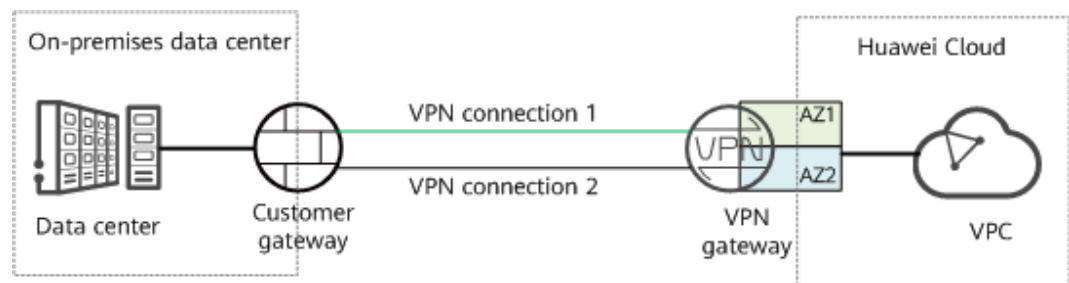 On-premises data center
Huawei Cloud
VPN connection 1
AZ1
VPN
VPN connection 2
AZ2
Data center
Customer
gateway
VPN
gateway
VPC